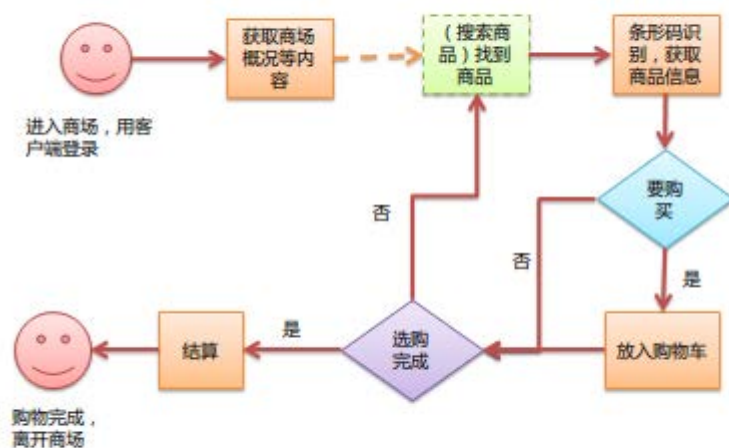 获取商场
概况等内
容
（搜索商
品）找到
商品
条形码识
别，获取
商品信息
进入商场，用客
户端登录
要购
买
否
否
是
是
结算
选购
完成
放入购物车
购物完成，
离开商场